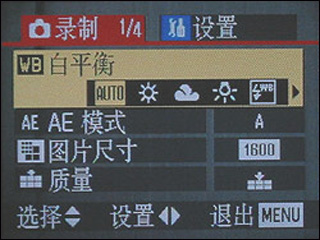 录制 1/4 设置
WB 白平衡
AUTO WB
AE AE 模式 A
图片尺寸 1600
质量
选择 设置 退出 MENU